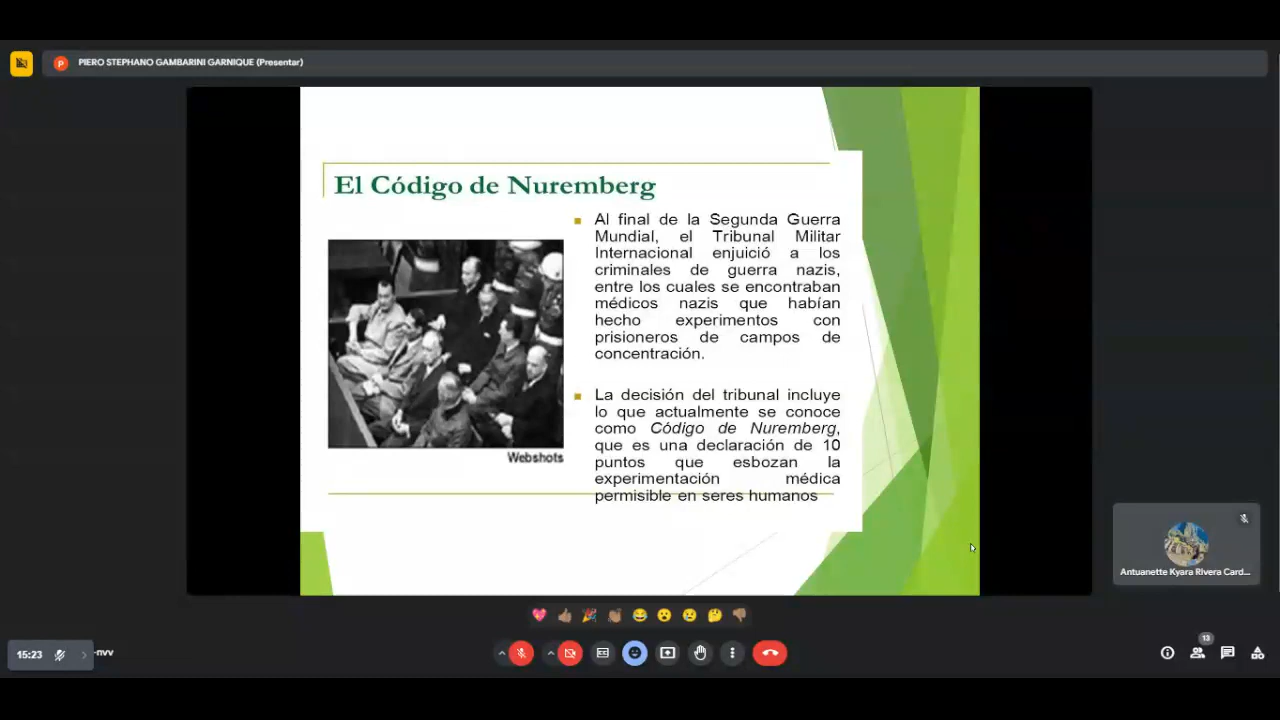 PIERO STEPHANO GAMBARINI GARNIQUE (Presentar)
P
El Código de Nuremberg
Al final de la Segunda Guerra
Mundial, el Tribunal Militar
Internacional enjuició a los
criminales de guerra nazis,
entre los cuales se encontraban
médicos nazis que habían
hecho experimentos con
prisioneros de campos de
concentración.
La decisión del tribunal incluye
lo que actualmente se conoce
como Código de Nuremberg,
que es una declaración de 10
puntos que esbozan la
experimentación médica
permisible en seres humanos
Webshots
Antuanette Kyara Rivera Card...
15:23
-nvv
13